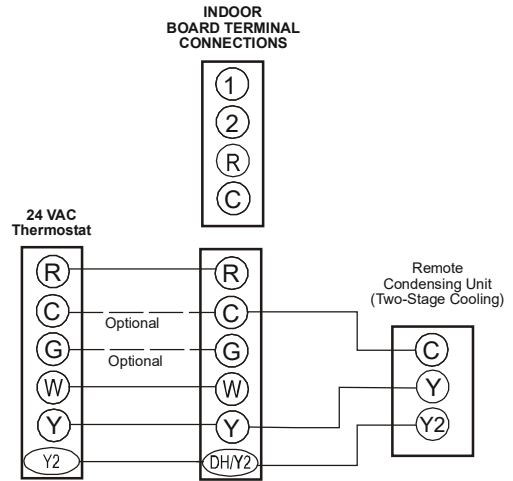 INDOOR
BOARD TERMINAL
CONNECTIONS
1
2
R
C
24 VAC
Thermostat
R
C
G
W
Y
Y2
Optional
Optional
R
C
G
W
Y
DH/Y2
Remote
Condensing Unit
(Two-Stage Cooling)
C
Y
Y2